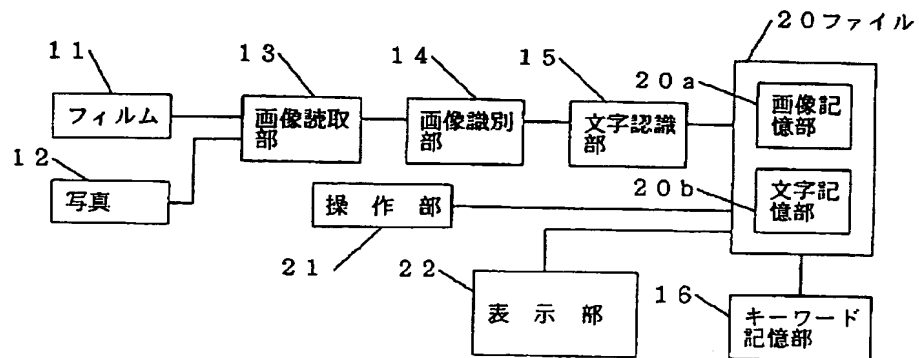 20ファイル
11
13
14
15
20a
フィルム
画像読取
部
画像識別
部
文字認識
部
画像記
憶部
12
写真
操作部
20b
文字記
憶部
21
22
表示部
16
キーワード
記憶部